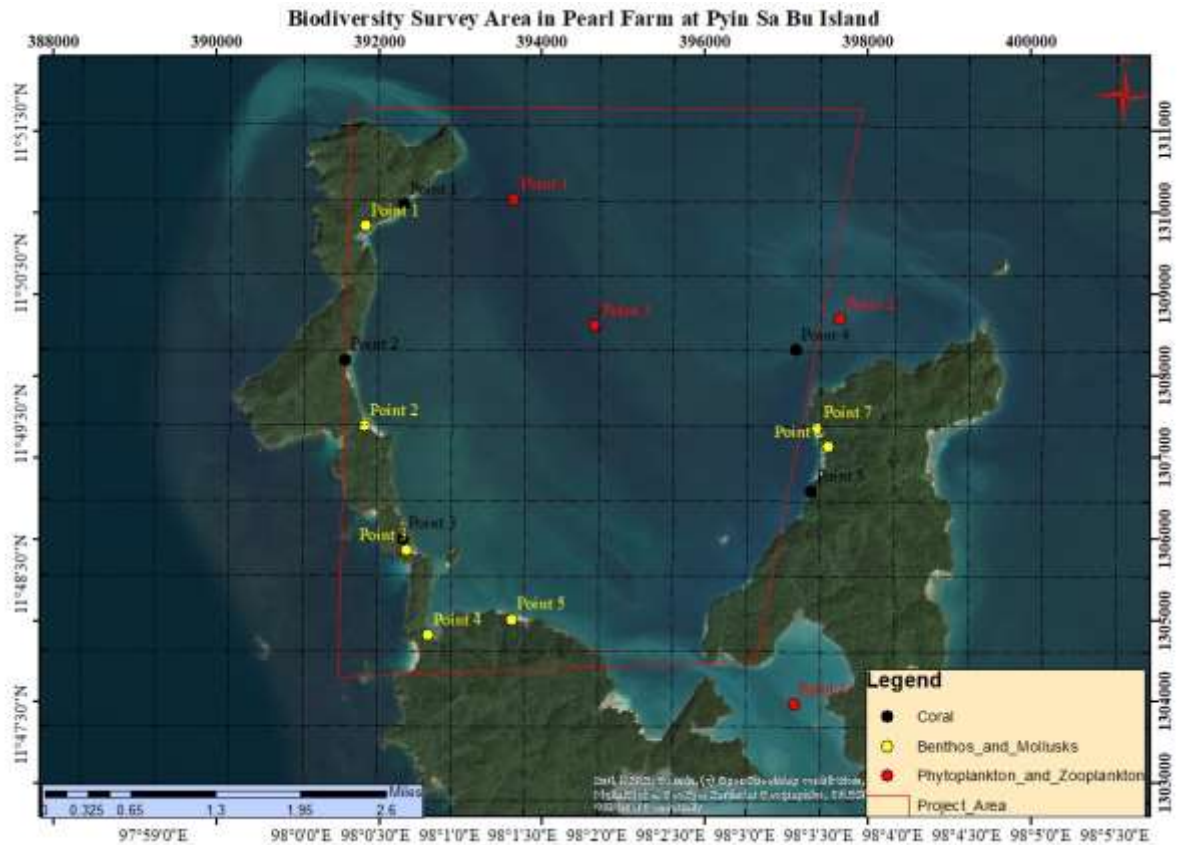 Biodiversity Survey Area in Pearl Farm at Pyin Sa Bu Island
388000 390000 392000 394000 396000 398000 400000
11°51'30"N
11°50'30"N
11°49'30"N
11°48'30"N
11°47'30"N
1311000
1310000
1309000
1308000
1307000
1306000
1305000
1304000
1303000
Point 1
Point 1
Point 2
Point 4
Point 2
Point 2
Point 7
Point
Point 3
Point
Point 4
Point 5
Legend
Coral
Benthos_and_Mollusks
Phytoplankton_and_Zooplankton
Project_Area
Miles
0 0.325 0.65 1.3 1.95 2.6
97°59'0"E 98°0'0"E 98°0'30"E 98°1'0"E 98°1'30"E 98°2'0"E 98°2'30"E 98°3'0"E 98°3'30"E 98°4'0"E 98°4'30"E 98°5'0"E 98°5'30"E